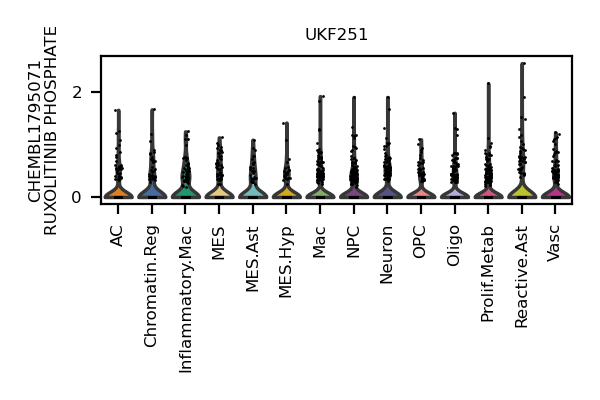 UKF251
CHEMBL1795071
RUXOLITINIB PHOSPHATE
2
0
AC
Chromatin.Reg
Inflammatory.Mac
MES
MES.Ast
MES.Hyp
Mac
NPC
Neuron
OPC
Oligo
Prolif.Metab
Reactive.Ast
Vasc